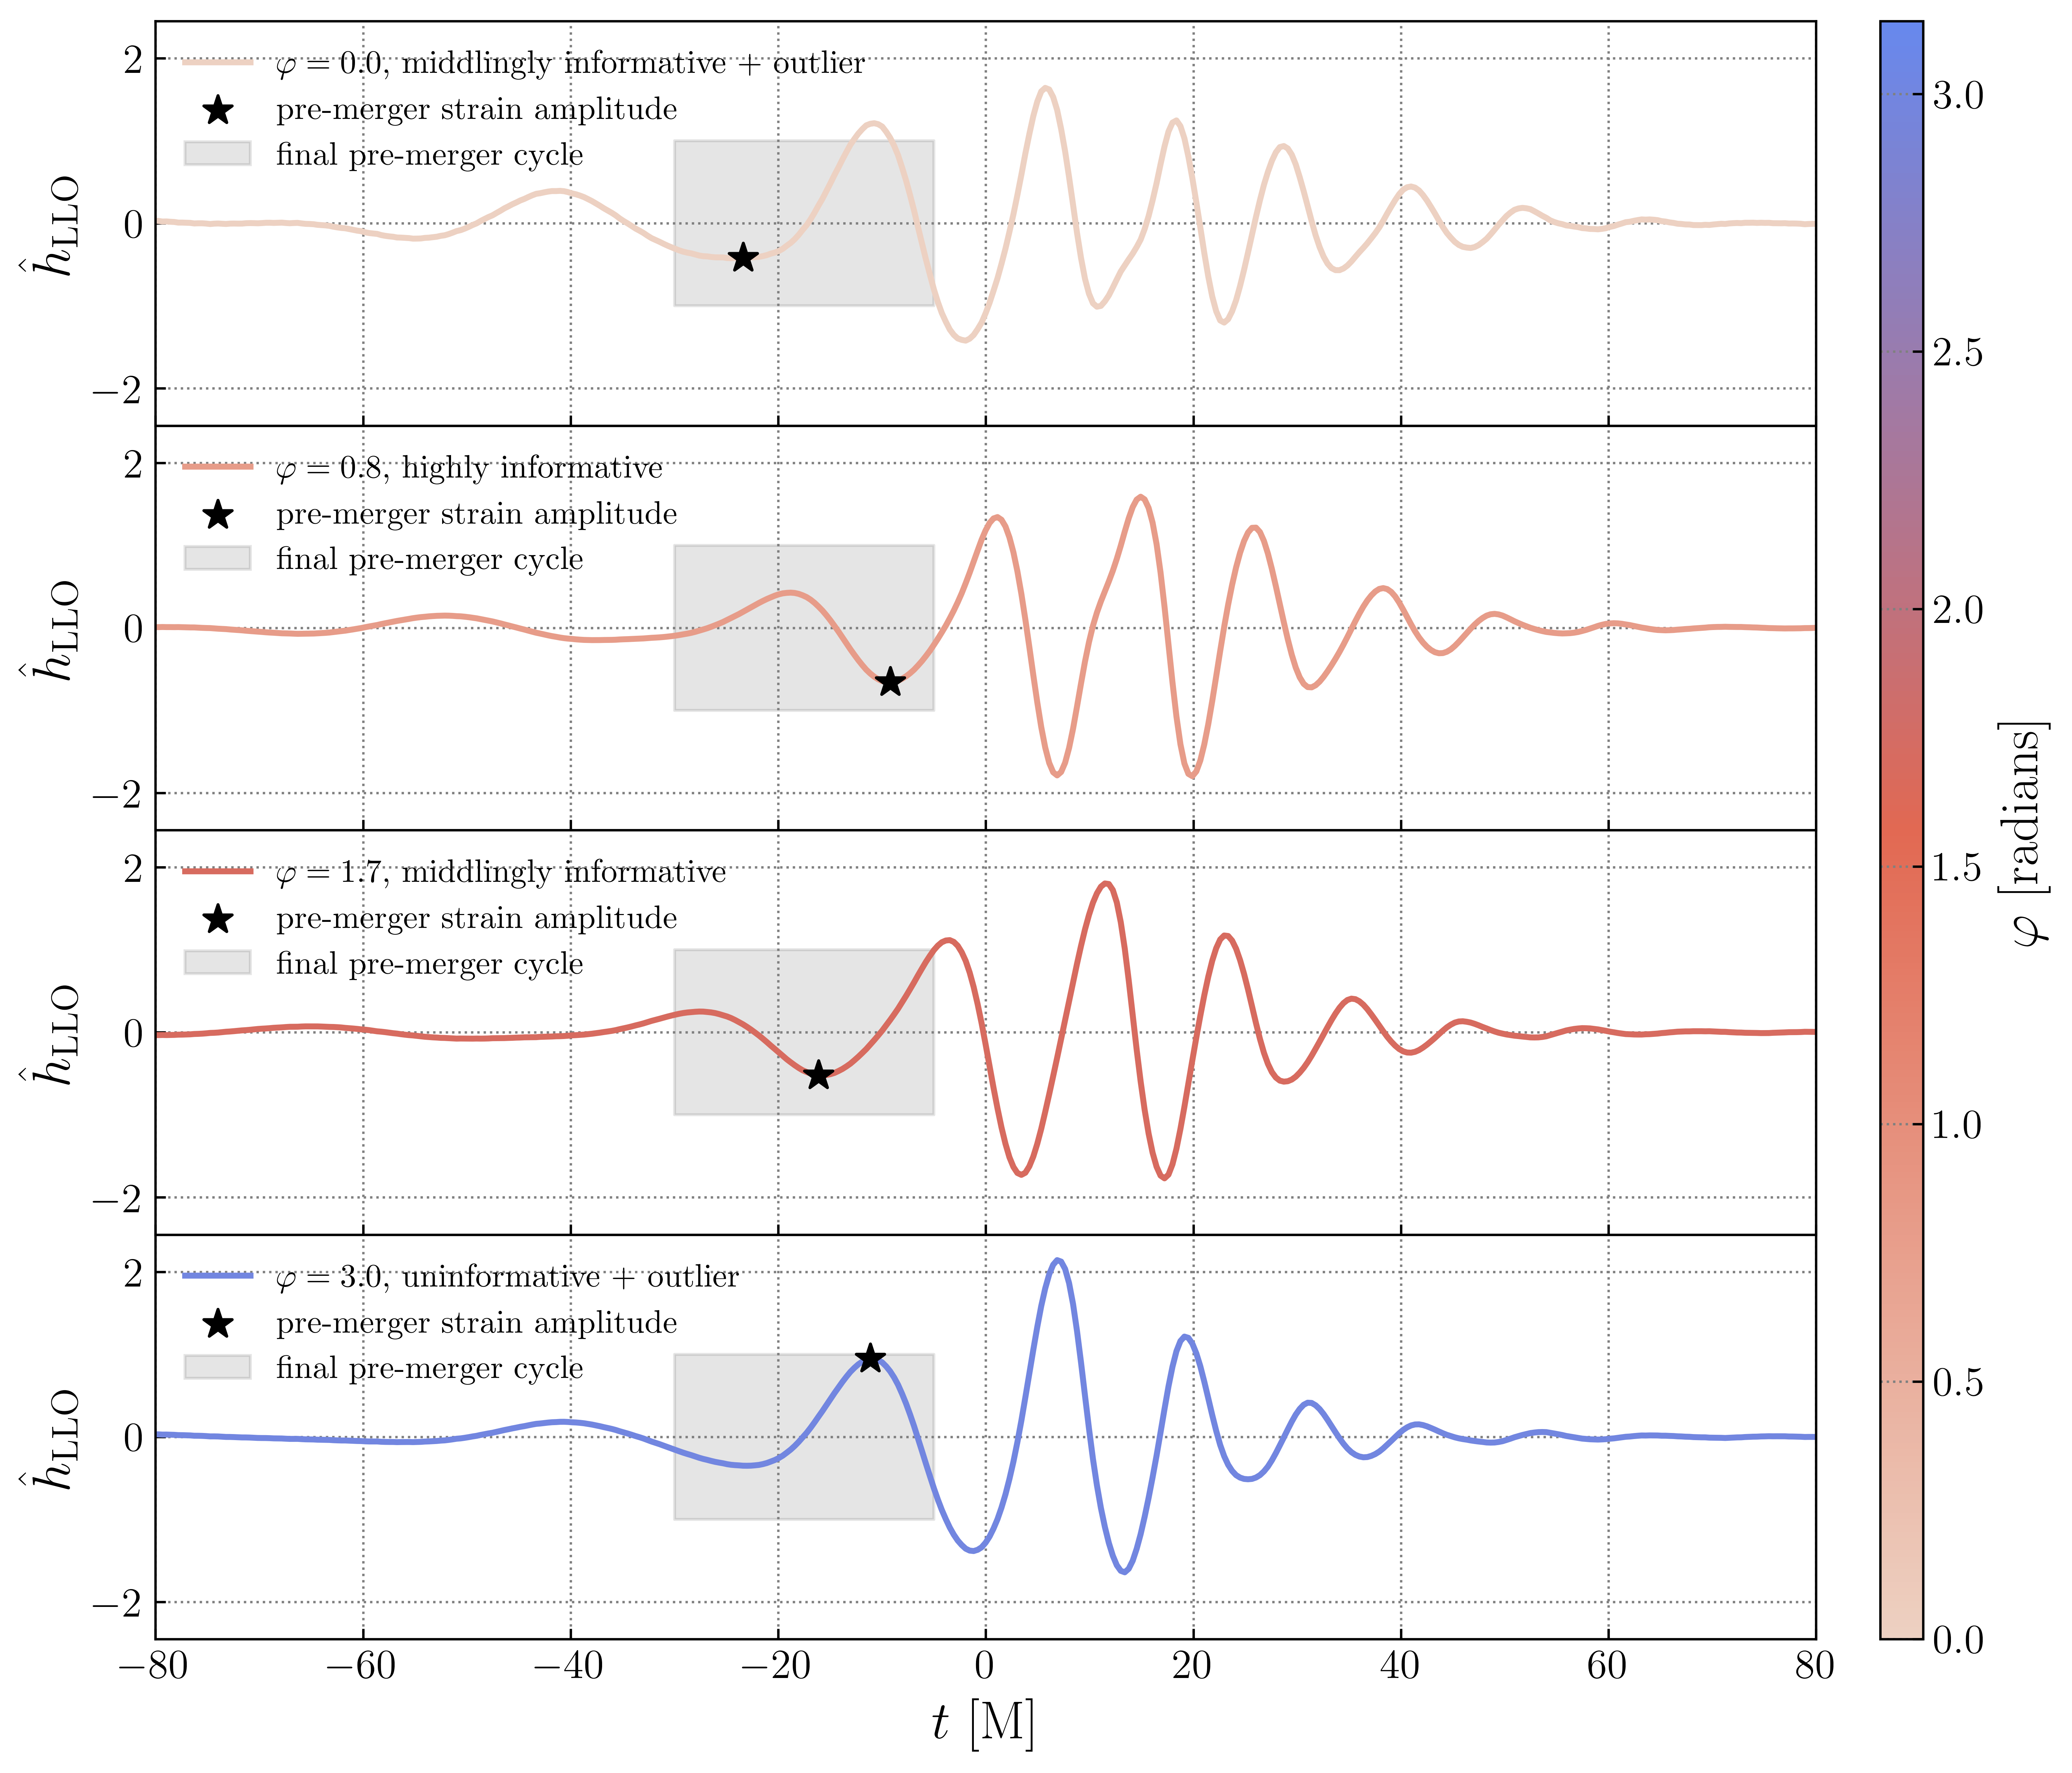 2
φ = 0.0, middlingly informative + outlier
pre-merger strain amplitude
final pre-merger cycle
0
−2
ĥ_LLO
2
φ = 0.8, highly informative
pre-merger strain amplitude
final pre-merger cycle
0
−2
ĥ_LLO
2
φ = 1.7, middlingly informative
pre-merger strain amplitude
final pre-merger cycle
0
−2
ĥ_LLO
2
φ = 3.0, uninformative + outlier
pre-merger strain amplitude
final pre-merger cycle
0
−2
ĥ_LLO
−80 −60 −40 −20 0 20 40 60 80
t [M]
3.0
2.5
2.0
1.5
1.0
0.5
0.0
φ [radians]